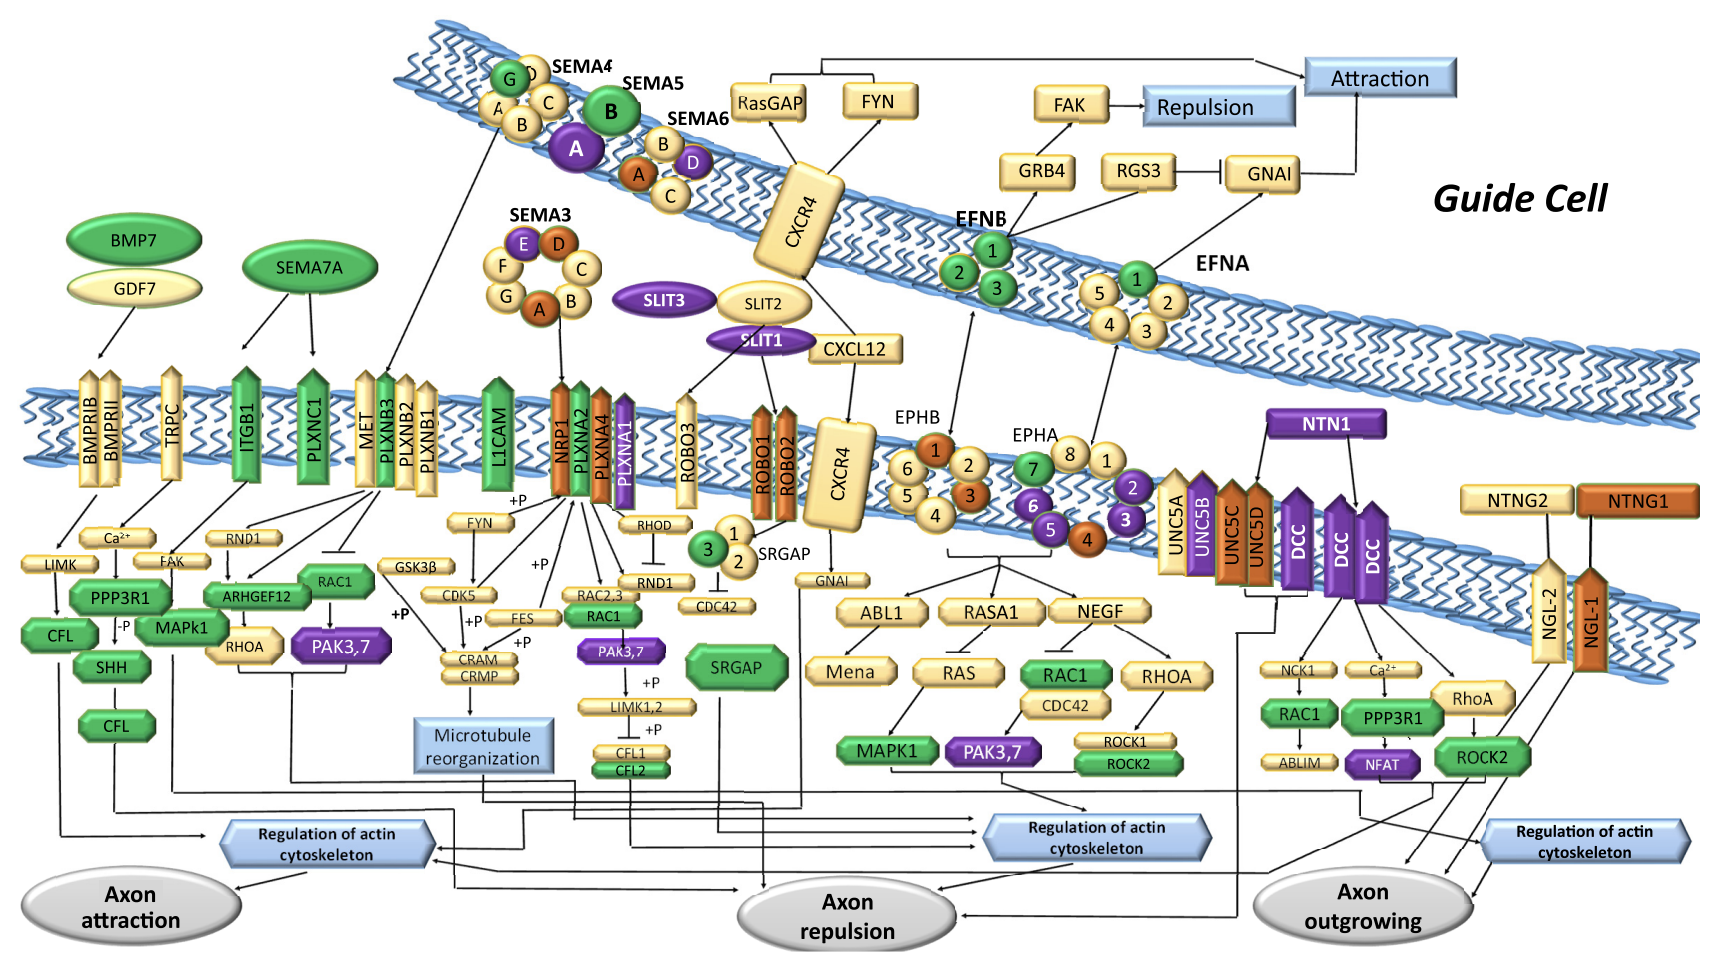 SEMA4
G
D
A
C
B
SEMA5
B
A
SEMA6
B
D
A
C
RasGAP
FYN
Attraction
FAK
Repulsion
GRB4
RGS3
GNAI
Guide Cell
CXCR4
EFNB
1
2
3
EFNA
1
5
2
4
3
BMP7
GDF7
SEMA7A
SEMA3
E
D
F
C
G
B
A
SLIT3
SLIT2
SLIT1
CXCL12
BMPRIB
BMPRII
TRPC
ITGB1
PLXNC1
MET
PLXNB3
PLXNB2
PLXNB1
L1CAM
NRP1
PLXNA2
PLXNA4
PLXNA1
ROBO3
ROBO1
ROBO2
CXCR4
EPHB
1
6
2
5
3
4
EPHA
7
8
1
2
6
3
5
4
NTN1
UNC5A
UNC5B
UNC5C
UNC5D
DCC
DCC
DCC
NTNG2
NTNG1
NGL-2
NGL-1
LIMK
CFL
Ca2+
PPP3R1
-P
SHH
CFL
FAK
MAPk1
RND1
ARHGEF12
RHOA
RAC1
PAK3,7
GSK3β
+P
FYN
+P
CDK5
+P
FES
+P
+P
CRAM
CRMP
Microtubule
reorganization
RHOD
RND1
RAC2,3
RAC1
PAK3,7
+P
LIMK1,2
+P
CFL1
CFL2
1
3
2
SRGAP
CDC42
SRGAP
GNAI
ABL1
RASA1
NEGF
Mena
RAS
RAC1
CDC42
RHOA
MAPK1
PAK3,7
ROCK1
ROCK2
NCK1
RAC1
ABLIM
Ca2+
PPP3R1
NFAT
RhoA
ROCK2
Regulation of actin
cytoskeleton
Regulation of actin
cytoskeleton
Regulation of actin
cytoskeleton
Axon
attraction
Axon
repulsion
Axon
outgrowing